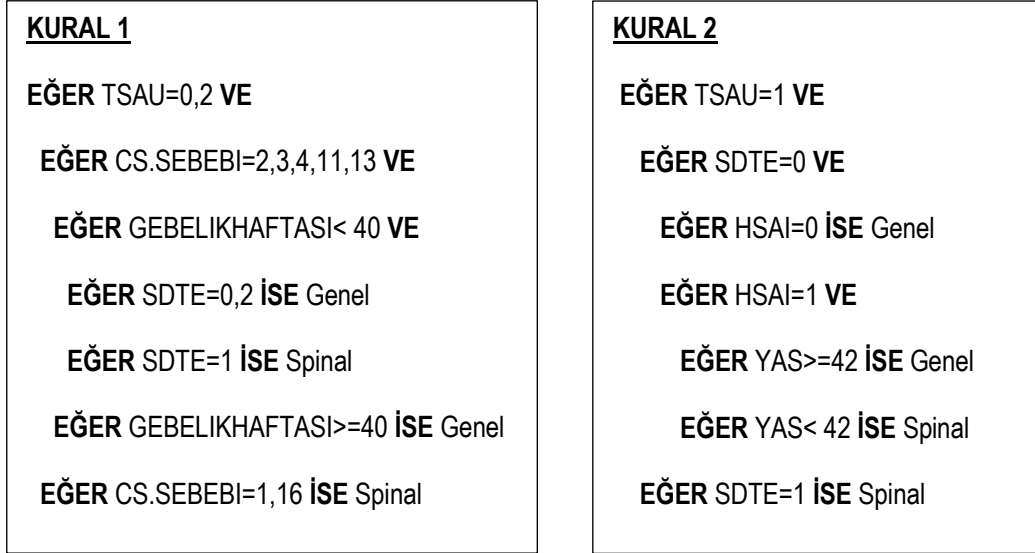 KURAL 1
EĞER TSAU=0,2 VE
EĞER CS.SEBEBI=2,3,4,11,13 VE
EĞER GEBELIKHAFTASI< 40 VE
EĞER SDTE=0,2 İSE Genel
EĞER SDTE=1 İSE Spinal
EĞER GEBELIKHAFTASI>=40 İSE Genel
EĞER CS.SEBEBI=1,16 İSE Spinal
KURAL 2
EĞER TSAU=1 VE
EĞER SDTE=0 VE
EĞER HSAI=0 İSE Genel
EĞER HSAI=1 VE
EĞER YAS>=42 İSE Genel
EĞER YAS< 42 İSE Spinal
EĞER SDTE=1 İSE Spinal